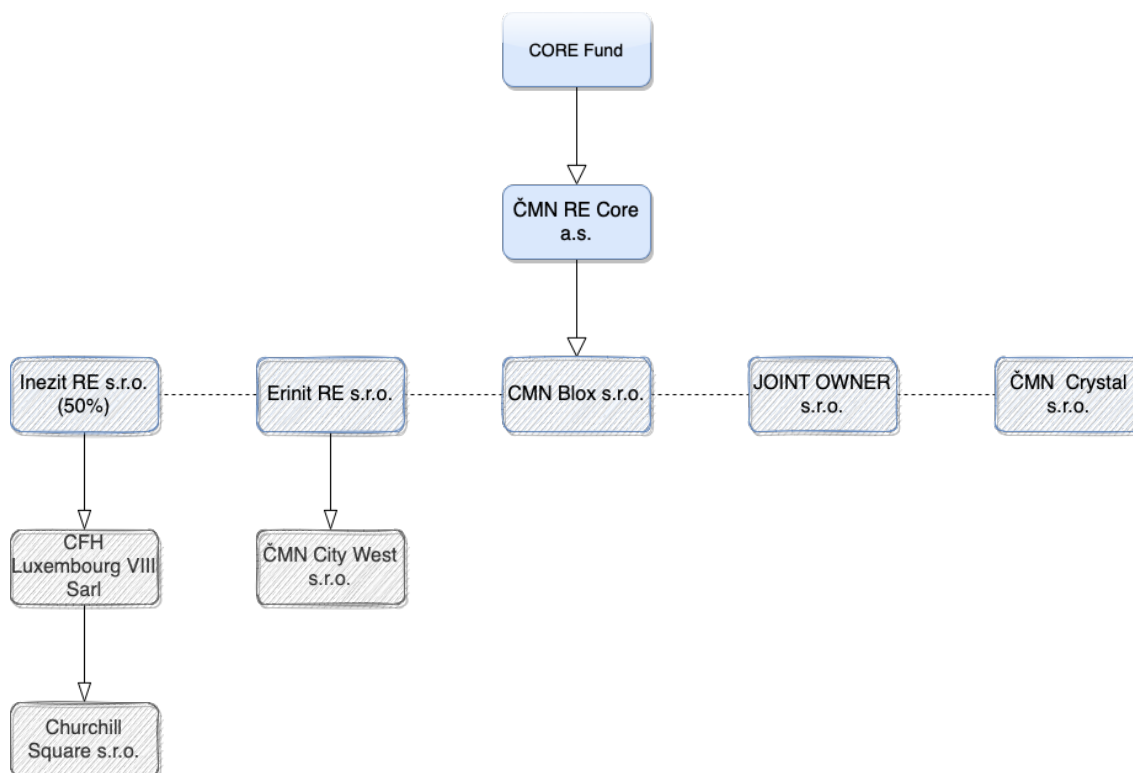 CORE Fund
ČMN RE Core
a.s.
Inezit RE s.r.o.
(50%)
Erinit RE s.r.o.
CMN Blox s.r.o.
JOINT OWNER
s.r.o.
ČMN Crystal
s.r.o.
CFH
Luxembourg VIII
Sarl
ČMN City West
s.r.o.
Churchill
Square s.r.o.